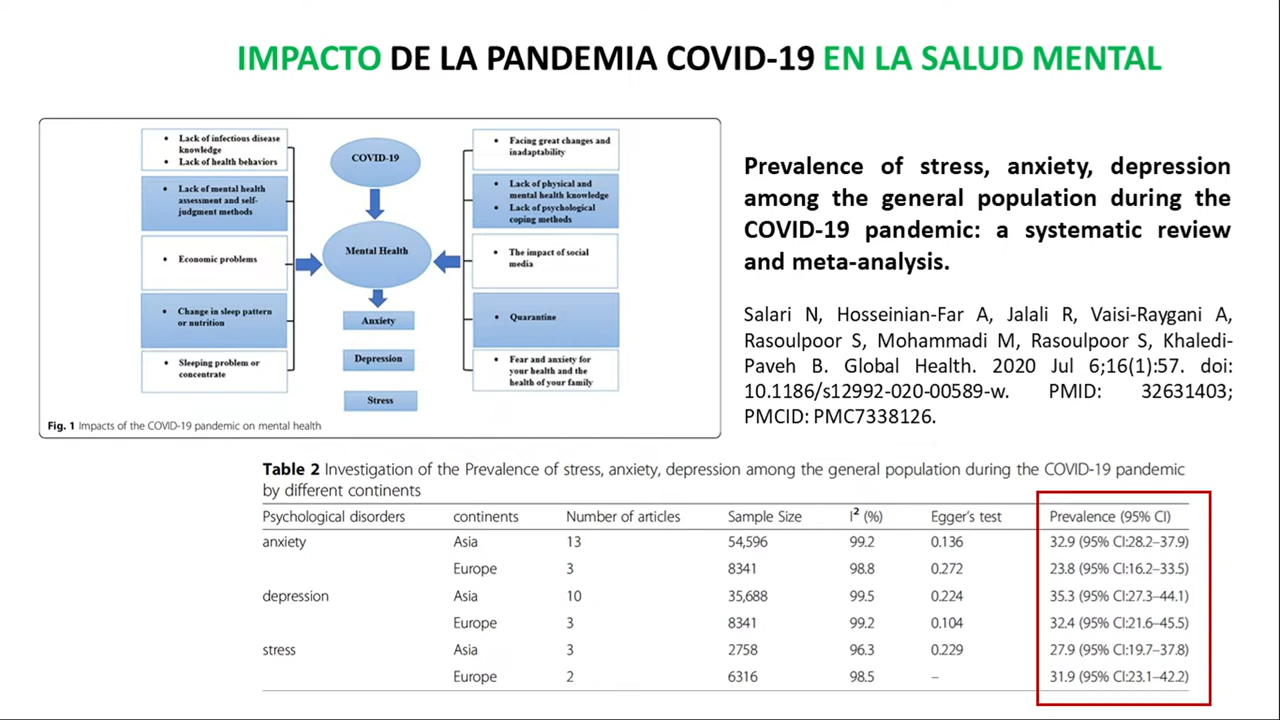 IMPACTO DE LA PANDEMIA COVID-19 EN LA SALUD MENTAL
• Lack of infectious disease
knowledge
• Lack of health behaviors
• Lack of mental health
assessment and self-
judgment methods
• Economic problems
• Change in sleep pattern
or nutrition
• Sleeping problem or
concentrate
COVID-19
Mental Health
Anxiety
Depression
Stress
• Facing great changes and
inadaptability
• Lack of physical and
mental health knowledge
• Lack of psychological
coping methods
• The impact of social
media
• Quarantine
• Fear and anxiety for
your health and the
health of your family
Fig. 1 Impacts of the COVID-19 pandemic on mental health
Prevalence of stress, anxiety, depression
among the general population during the
COVID-19 pandemic: a systematic review
and meta-analysis.
Salari N, Hosseinian-Far A, Jalali R, Vaisi-Raygani A,
Rasoulpoor S, Mohammadi M, Rasoulpoor S, Khaledi-
Paveh B. Global Health. 2020 Jul 6;16(1):57. doi:
10.1186/s12992-020-00589-w. PMID: 32631403;
PMCID: PMC7338126.
Table 2 Investigation of the Prevalence of stress, anxiety, depression among the general population during the COVID-19 pandemic
by different continents
Psychological disorders continents Number of articles Sample Size I² (%) Egger's test Prevalence (95% CI)
anxiety Asia 13 54,596 99.2 0.136 32.9 (95% CI:28.2–37.9)
Europe 3 8341 98.8 0.272 23.8 (95% CI:16.2–33.5)
depression Asia 10 35,688 99.5 0.224 35.3 (95% CI:27.3–44.1)
Europe 3 8341 99.2 0.104 32.4 (95% CI:21.6–45.5)
stress Asia 3 2758 96.3 0.229 27.9 (95% CI:19.7–37.8)
Europe 2 6316 98.5 – 31.9 (95% CI:23.1–42.2)